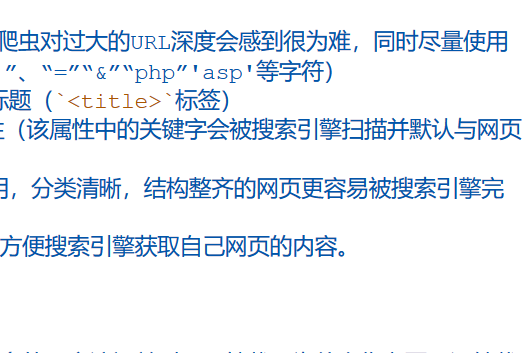 爬虫对过大的URL深度会感到很为难，同时尽量使用
”、“=”“&”“php”'asp'等字符）
标题（`<title>`标签）
（该属性中的关键字会被搜索引擎扫描并默认与网页
，分类清晰，结构整齐的网页更容易被搜索引擎完
方便搜索引擎获取自己网页的内容。